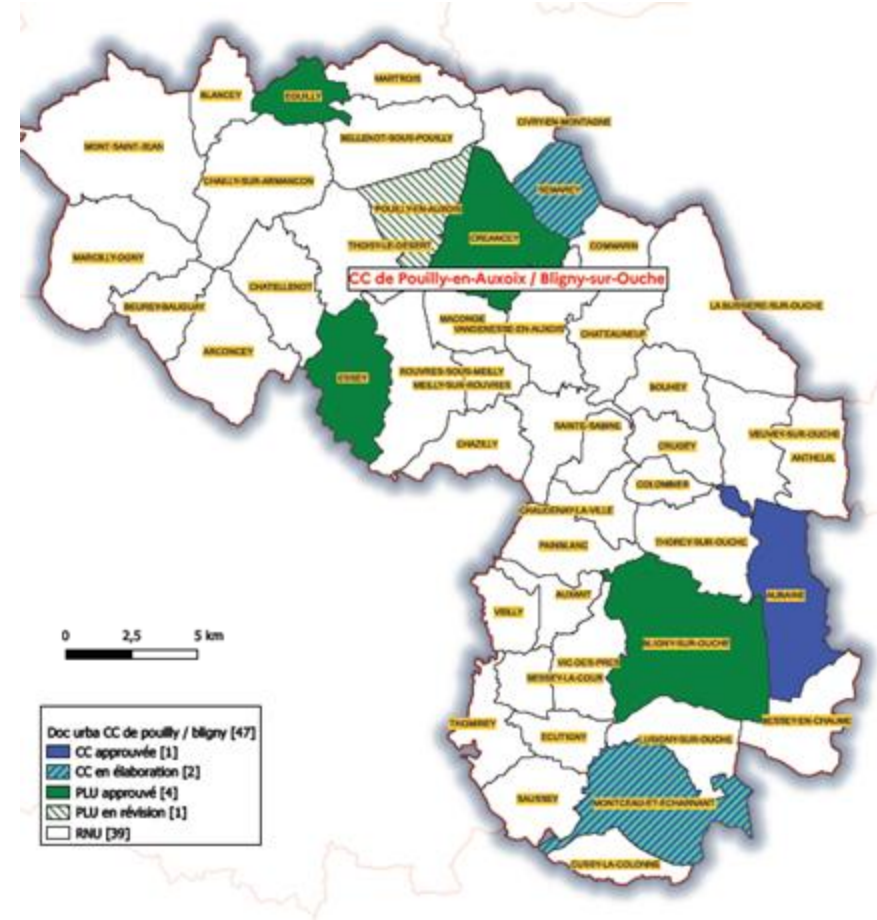 MARTROIS
BLANCEY
EGUILLY
CIVRY-EN-MONTAGNE
BELLENOT-SOUS-POUILLY
MONT-SAINT-JEAN
CHAILLY-SUR-ARMANCON
SEMAREY
POUILLY-EN-AUXOIS
CREANCEY
THOISY-LE-DESERT
COMMARIN
MARCILLY-OGNY
CC de Pouilly-en-Auxoix / Bligny-sur-Ouche
CHATELLENOT
BEUREY-BAUGUAY
LA BUSSIERE-SUR-OUCHE
MACONGE
VANDENESSE-EN-AUXOIS
CHATEAUNEUF
ARCONCEY
ROUVRES-SOUS-MEILLY
ESSEY
MEILLY-SUR-ROUVRES
BOUHEY
SAINTE-SABINE
VEUVEY-SUR-OUCHE
CHAZILLY
CRUGEY
ANTHEUIL
COLOMBIER
CHAUDENAY-LA-VILLE
THOREY-SUR-OUCHE
PAINBLANC
AUXANT
AUBAINE
VEILLY
BLIGNY-SUR-OUCHE
0 2,5 5 km
VIC-DES-PRES
BESSEY-LA-COUR
THOMIREY
BESSEY-EN-CHAUME
ECUTIGNY
LUSIGNY-SUR-OUCHE
Doc urba CC de pouilly / bligny [47]
CC approuvée [1]
CC en élaboration [2]
PLU approuvé [4]
PLU en révision [1]
RNU [39]
SAUSSEY
MONTCEAU-ET-ECHARNANT
CUSSY-LA-COLONNE